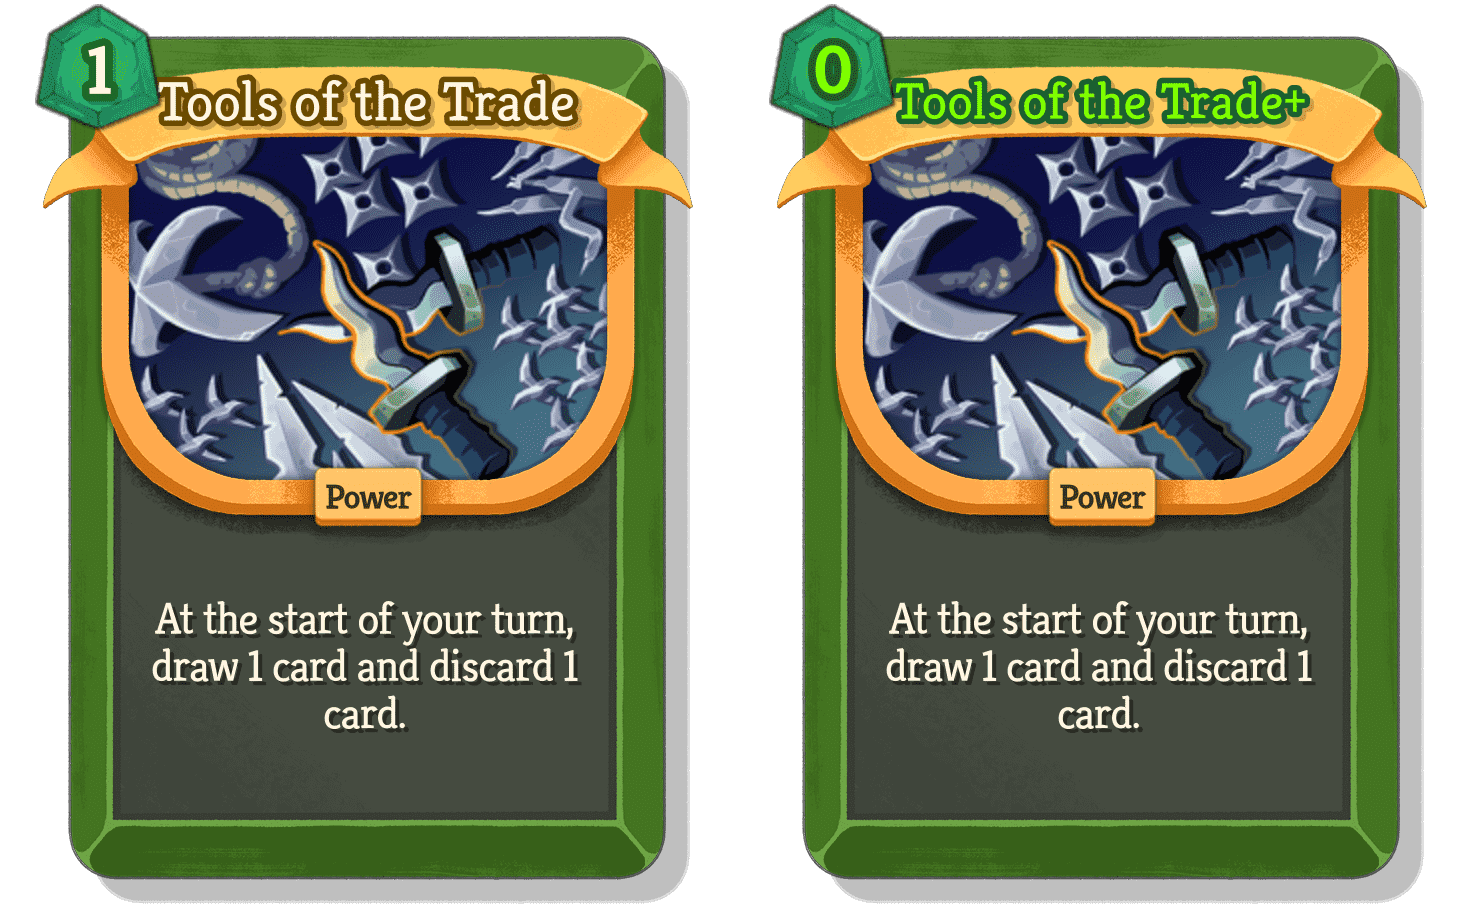 1
Tools of the Trade
Power
At the start of your turn,
draw 1 card and discard 1
card.
0
Tools of the Trade+
Power
At the start of your turn,
draw 1 card and discard 1
card.